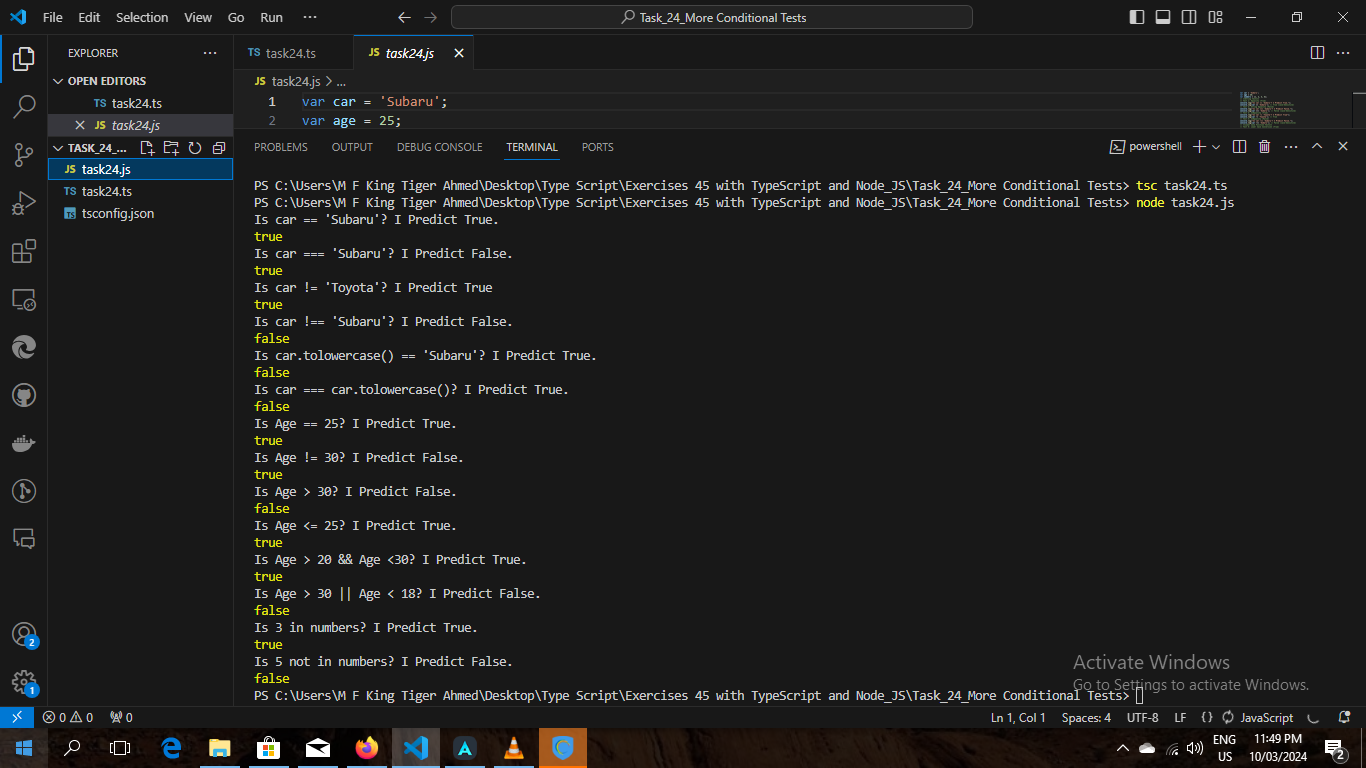 File Edit Selection View Go Run ···
Task_24_More Conditional Tests
EXPLORER ···
OPEN EDITORS
TS task24.ts
JS task24.js
TASK_24_...
JS task24.js
TS task24.ts
tsconfig.json
TS task24.ts
JS task24.js
JS task24.js > ...
1 var car = 'Subaru';
2 var age = 25;
PROBLEMS OUTPUT DEBUG CONSOLE TERMINAL PORTS
powershell
PS C:\Users\M F King Tiger Ahmed\Desktop\Type Script\Exercises 45 with TypeScript and Node_JS\Task_24_More Conditional Tests> tsc task24.ts
PS C:\Users\M F King Tiger Ahmed\Desktop\Type Script\Exercises 45 with TypeScript and Node_JS\Task_24_More Conditional Tests> node task24.js
Is car == 'Subaru'? I Predict True.
true
Is car === 'Subaru'? I Predict False.
true
Is car != 'Toyota'? I Predict True
true
Is car !== 'Subaru'? I Predict False.
false
Is car.tolowercase() == 'Subaru'? I Predict True.
false
Is car === car.tolowercase()? I Predict True.
false
Is Age == 25? I Predict True.
true
Is Age != 30? I Predict False.
true
Is Age > 30? I Predict False.
false
Is Age <= 25? I Predict True.
true
Is Age > 20 && Age <30? I Predict True.
true
Is Age > 30 || Age < 18? I Predict False.
false
Is 3 in numbers? I Predict True.
true
Is 5 not in numbers? I Predict False.
false
PS C:\Users\M F King Tiger Ahmed\Desktop\Type Script\Exercises 45 with TypeScript and Node_JS\Task_24_More Conditional Tests>
Activate Windows
Go to Settings to activate Windows.
2
1
0 0 0
Ln 1, Col 1 Spaces: 4 UTF-8 LF {} JavaScript
ENG
US
11:49 PM
10/03/2024
2